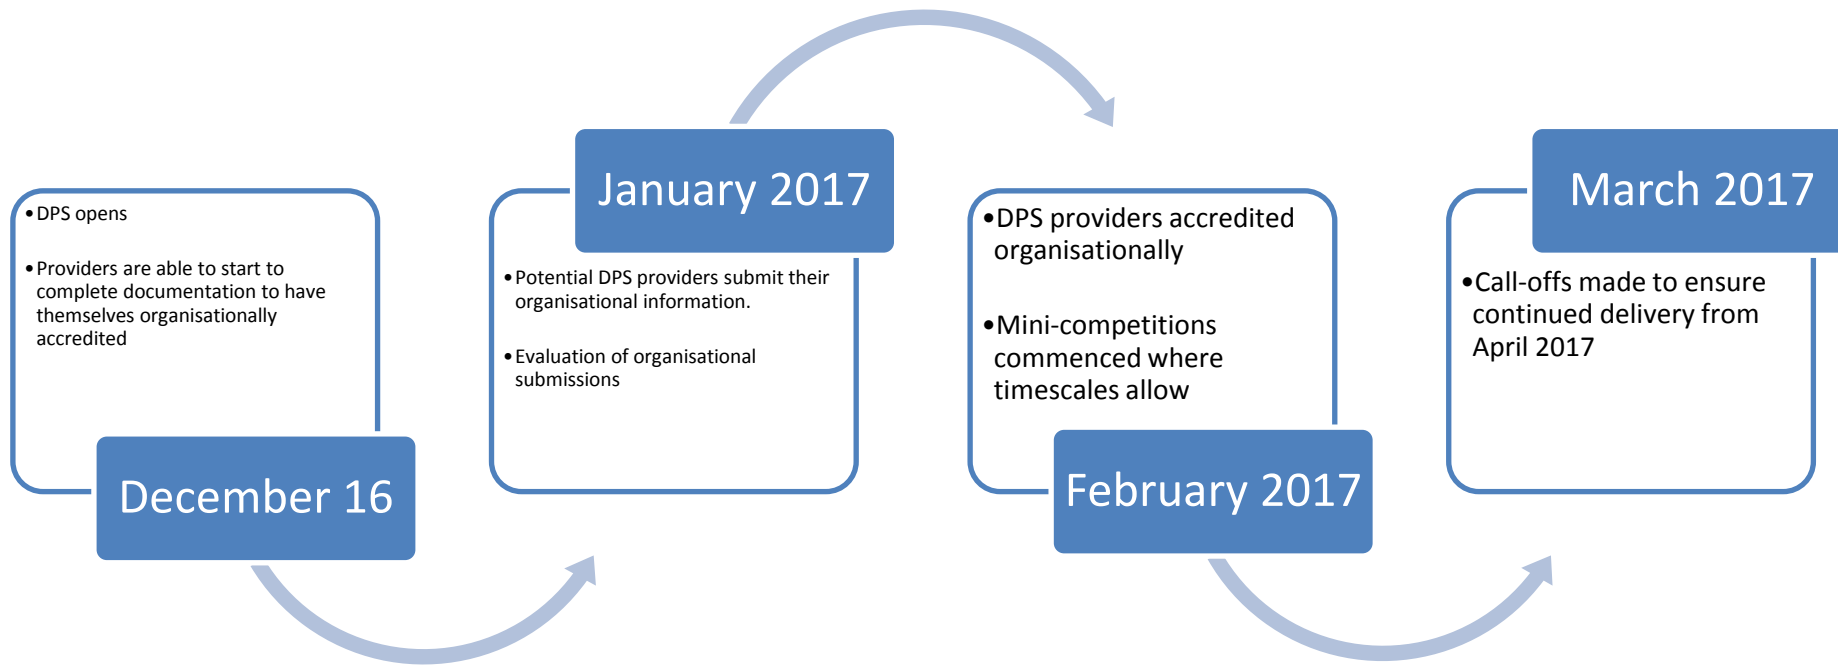 •DPS opens
•Providers are able to start to
complete documentation to have
themselves organisationally
accredited
December 16
January 2017
•Potential DPS providers submit their
organisational information.
•Evaluation of organisational
submissions
•DPS providers accredited
organisationally
•Mini-competitions
commenced where
timescales allow
February 2017
March 2017
•Call-offs made to ensure
continued delivery from
April 2017